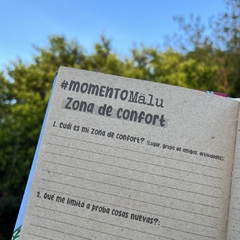 #MOMENTOMalu
Zona de confort
1. Cuál es mi zona de confort? (Lugar, grupo de amigos, actividades):
2. Qué me limita a proba cosas nuevas?: